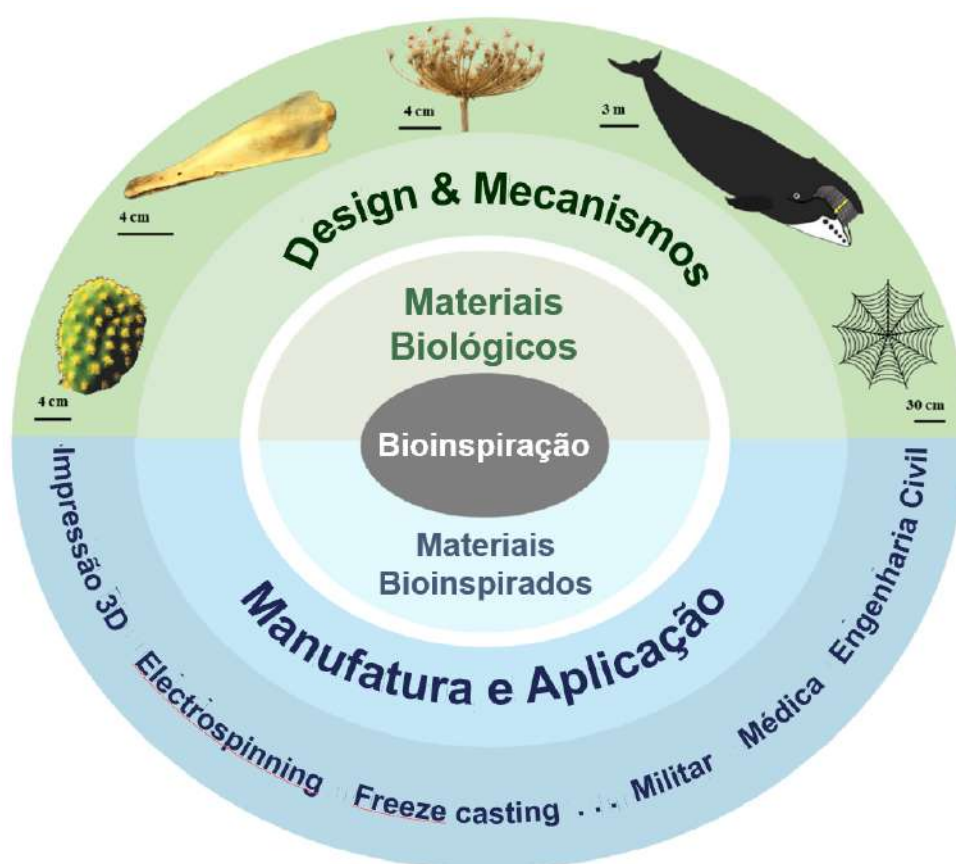 4 cm
3 m
4 cm
Design & Mecanismos
Materiais
Biológicos
4 cm
30 cm
Bioinspiração
Materiais
Bioinspirados
Manufatura e Aplicação
Impressão 3D Electrospinning Freeze casting ... Militar Médica Engenharia Civil